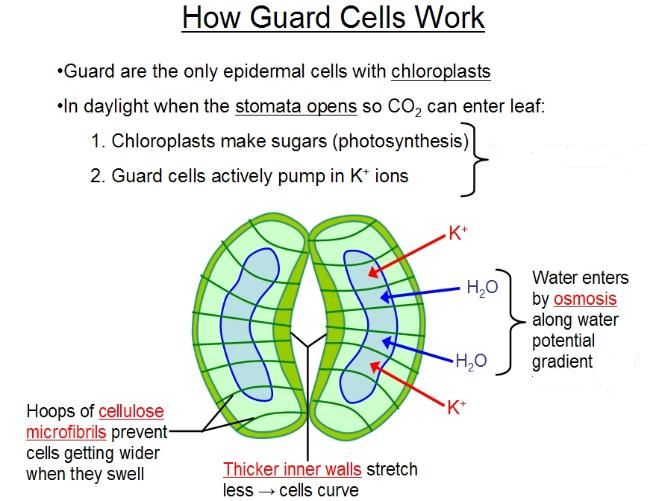 How Guard Cells Work
•Guard are the only epidermal cells with chloroplasts
•In daylight when the stomata opens so CO₂ can enter leaf:
1. Chloroplasts make sugars (photosynthesis)
2. Guard cells actively pump in K⁺ ions
K⁺
H₂O
H₂O
K⁺
Water enters
by osmosis
along water
potential
gradient
Hoops of cellulose
microfibrils prevent
cells getting wider
when they swell
Thicker inner walls stretch
less → cells curve